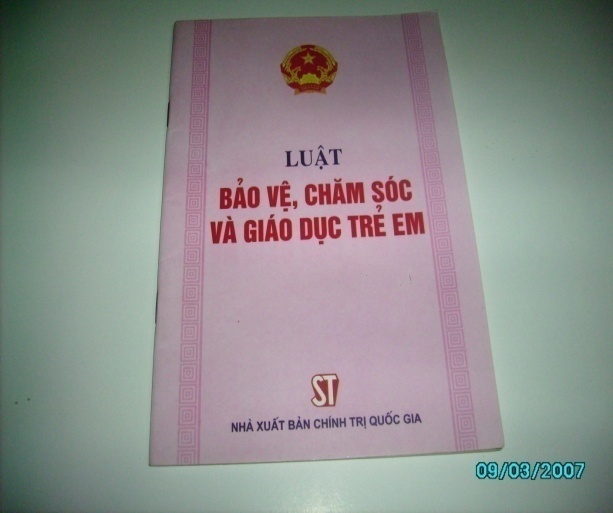 LUẬT
BẢO VỆ, CHĂM SÓC
VÀ GIÁO DỤC TRẺ EM
ST
NHÀ XUẤT BẢN CHÍNH TRỊ QUỐC GIA
09/03/2007